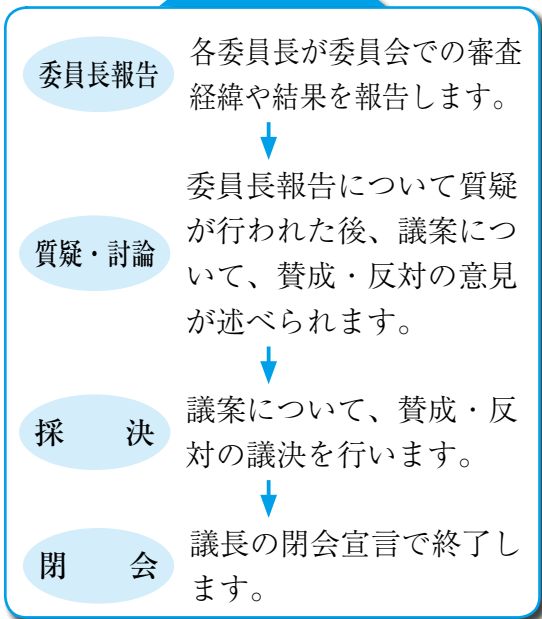 委員長報告
各委員長が委員会での審査
経緯や結果を報告します。
質疑・討論
委員長報告について質疑
が行われた後、議案につ
いて、賛成・反対の意見
が述べられます。
採　決
議案について、賛成・反
対の議決を行います。
閉　会
議長の閉会宣言で終了し
ます。